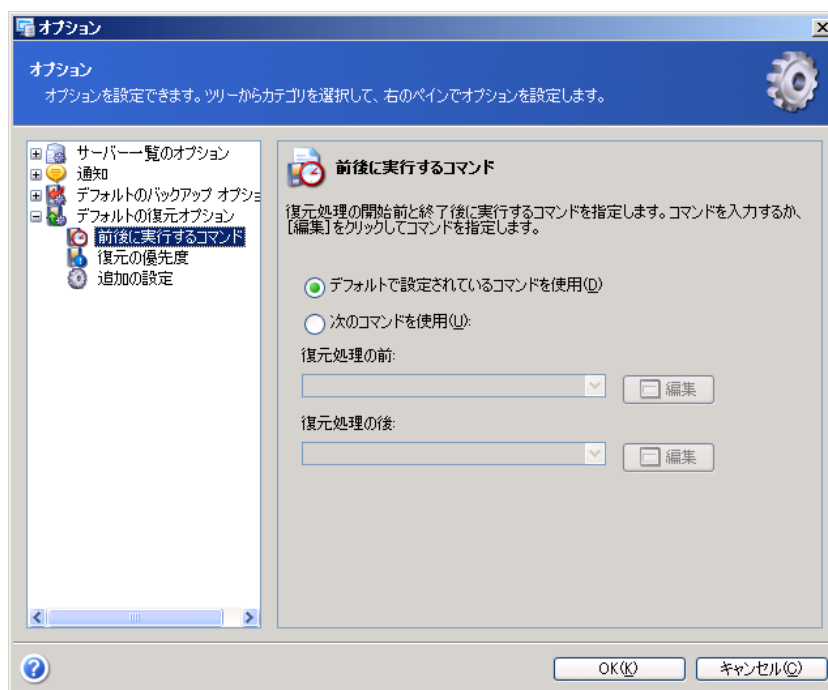 オプション
オプション
オプションを設定できます。ツリーからカテゴリを選択して、右のペインでオプションを設定します。
サーバー一覧のオプション
通知
デフォルトのバックアップ オプショ
デフォルトの復元オプション
前後に実行するコマンド
復元の優先度
追加の設定
前後に実行するコマンド
復元処理の開始前と終了後に実行するコマンドを指定します。コマンドを入力するか、
[編集]をクリックしてコマンドを指定します。
デフォルトで設定されているコマンドを使用(D)
次のコマンドを使用(U):
復元処理の前:
編集
復元処理の後:
編集
OK(K)
キャンセル(C)